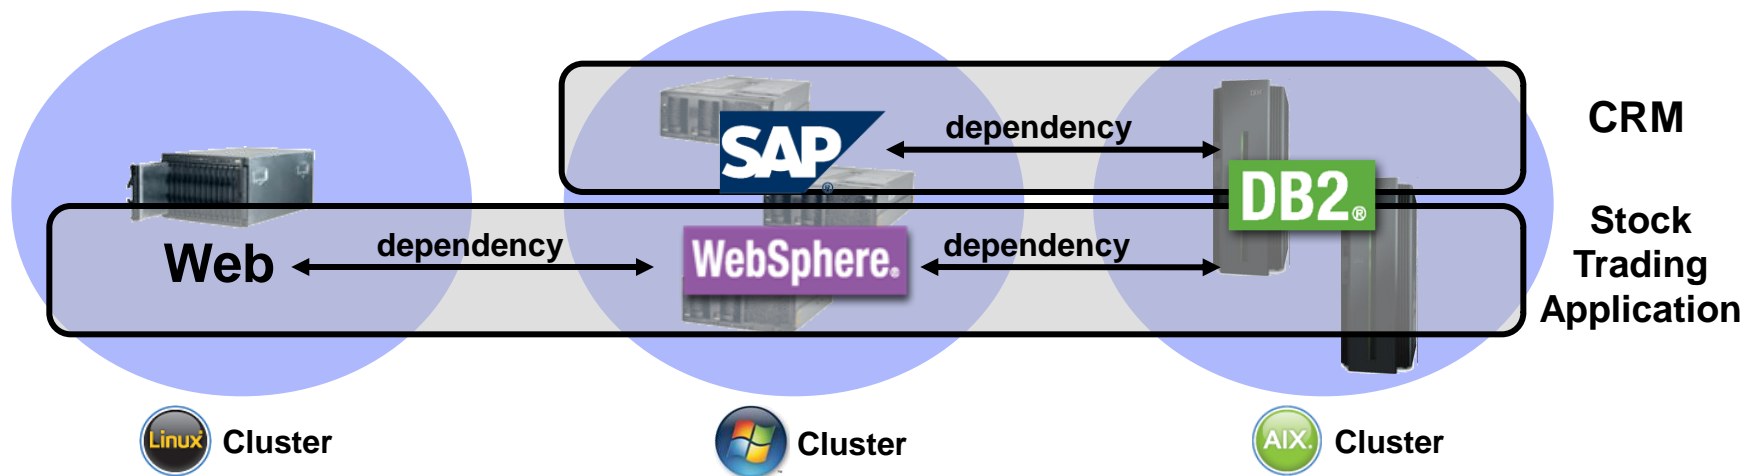 SAP®
dependency
CRM
DB2®
Web
dependency
WebSphere®
dependency
Stock
Trading
Application
Linux
Cluster
Cluster
AIX.
Cluster